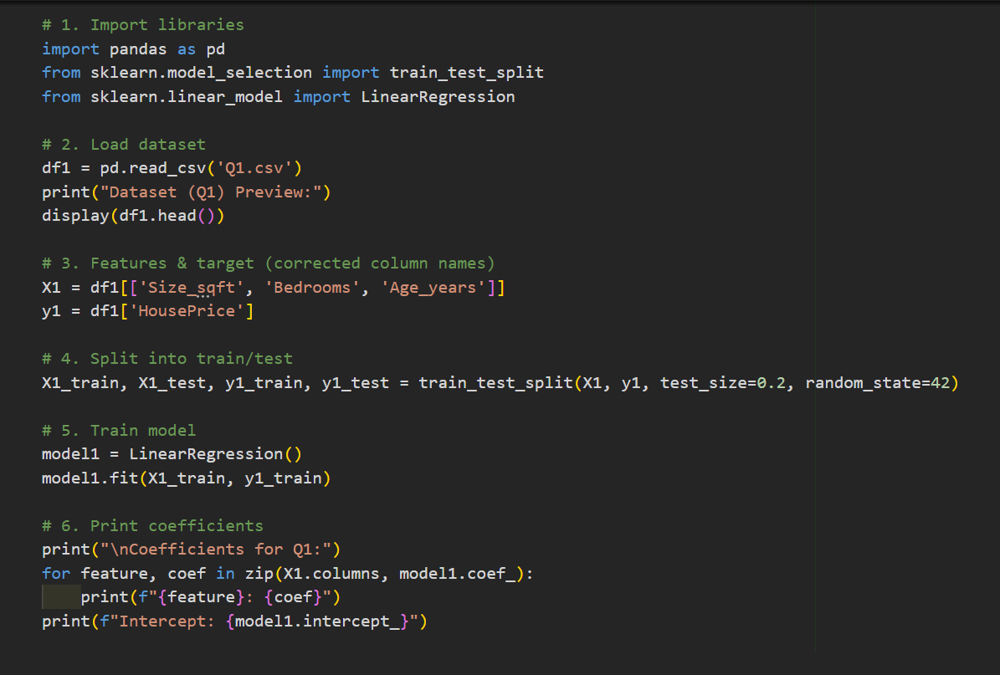 # 1. Import libraries
import pandas as pd
from sklearn.model_selection import train_test_split
from sklearn.linear_model import LinearRegression
# 2. Load dataset
df1 = pd.read_csv('Q1.csv')
print("Dataset (Q1) Preview:")
display(df1.head())
# 3. Features & target (corrected column names)
X1 = df1[['Size_sqft', 'Bedrooms', 'Age_years']]
y1 = df1['HousePrice']
# 4. Split into train/test
X1_train, X1_test, y1_train, y1_test = train_test_split(X1, y1, test_size=0.2, random_state=42)
# 5. Train model
model1 = LinearRegression()
model1.fit(X1_train, y1_train)
# 6. Print coefficients
print("\nCoefficients for Q1:")
for feature, coef in zip(X1.columns, model1.coef_):
    print(f"{feature}: {coef}")
print(f"Intercept: {model1.intercept_}")